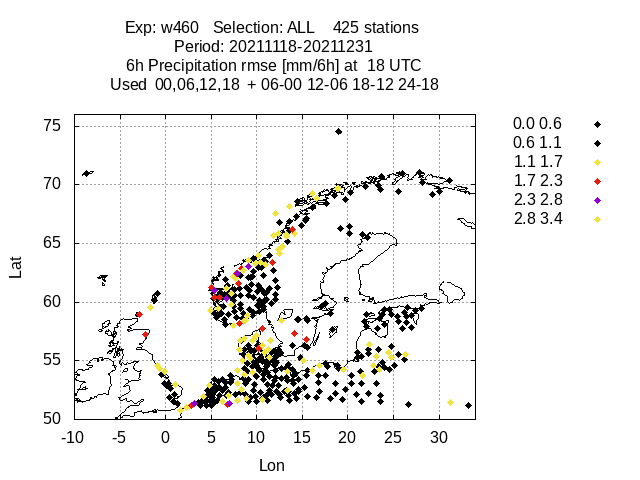 Exp: w460 Selection: ALL 425 stations
Period: 20211118-20211231
6h Precipitation rmse [mm/6h] at 18 UTC
Used 00,06,12,18 + 06-00 12-06 18-12 24-18
0.0 0.6
0.6 1.1
1.1 1.7
1.7 2.3
2.3 2.8
2.8 3.4
75
70
65
60
55
50
Lat
-10 -5 0 5 10 15 20 25 30
Lon